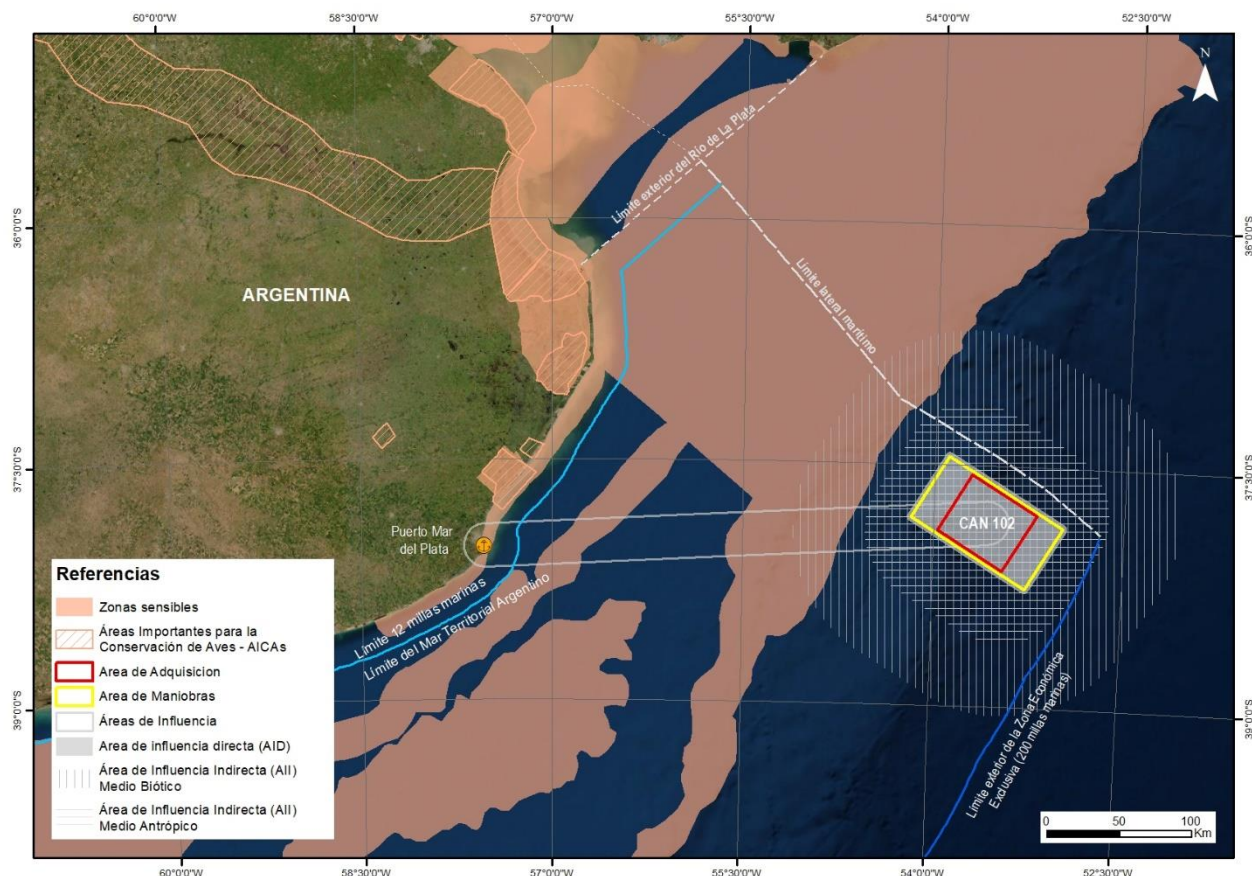 60°0'0"W 58°30'0"W 57°0'0"W 55°30'0"W 54°0'0"W 52°30'0"W
N
Límite exterior del Río de La Plata
36°0'0"S
36°0'0"S
ARGENTINA
Límite lateral marítimo
37°30'0"S
37°30'0"S
CAN 102
Puerto Mar
del Plata
Límite 12 millas marinas
Límite del Mar Territorial Argentino
Referencias
Zonas sensibles
Áreas Importantes para la
Conservación de Aves - AICAs
Area de Adquisicion
Area de Maniobras
Áreas de Influencia
Area de influencia directa (AID)
Área de Influencia Indirecta (AII)
Medio Biótico
Área de Influencia Indirecta (AII)
Medio Antrópico
39°0'0"S
39°0'0"S
Límite exterior de la Zona Económica
Exclusiva (200 millas marinas)
0 50 100
Km
60°0'0"W 58°30'0"W 57°0'0"W 55°30'0"W 54°0'0"W 52°30'0"W